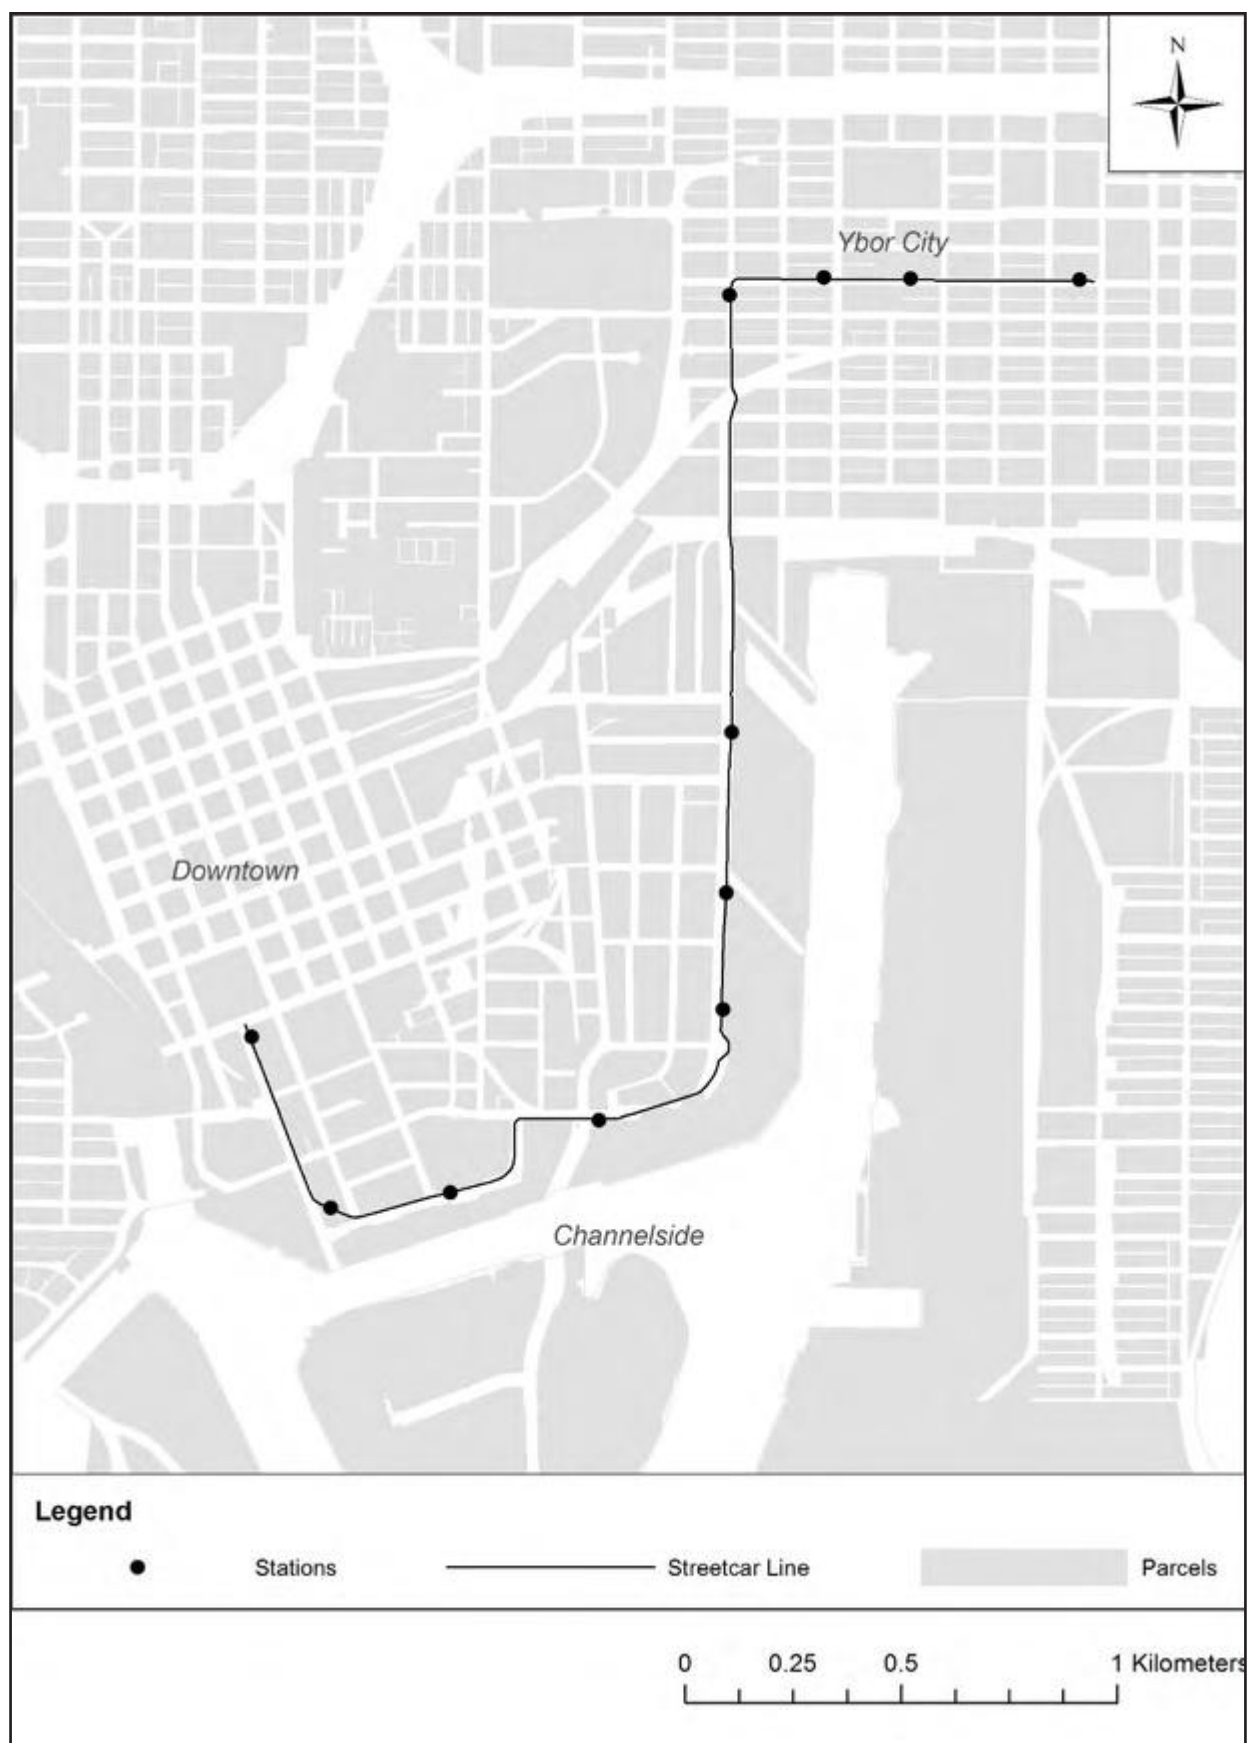 N
Ybor City
Downtown
Channelside
Legend
Stations
Streetcar Line
Parcels
0 0.25 0.5 1 Kilometers